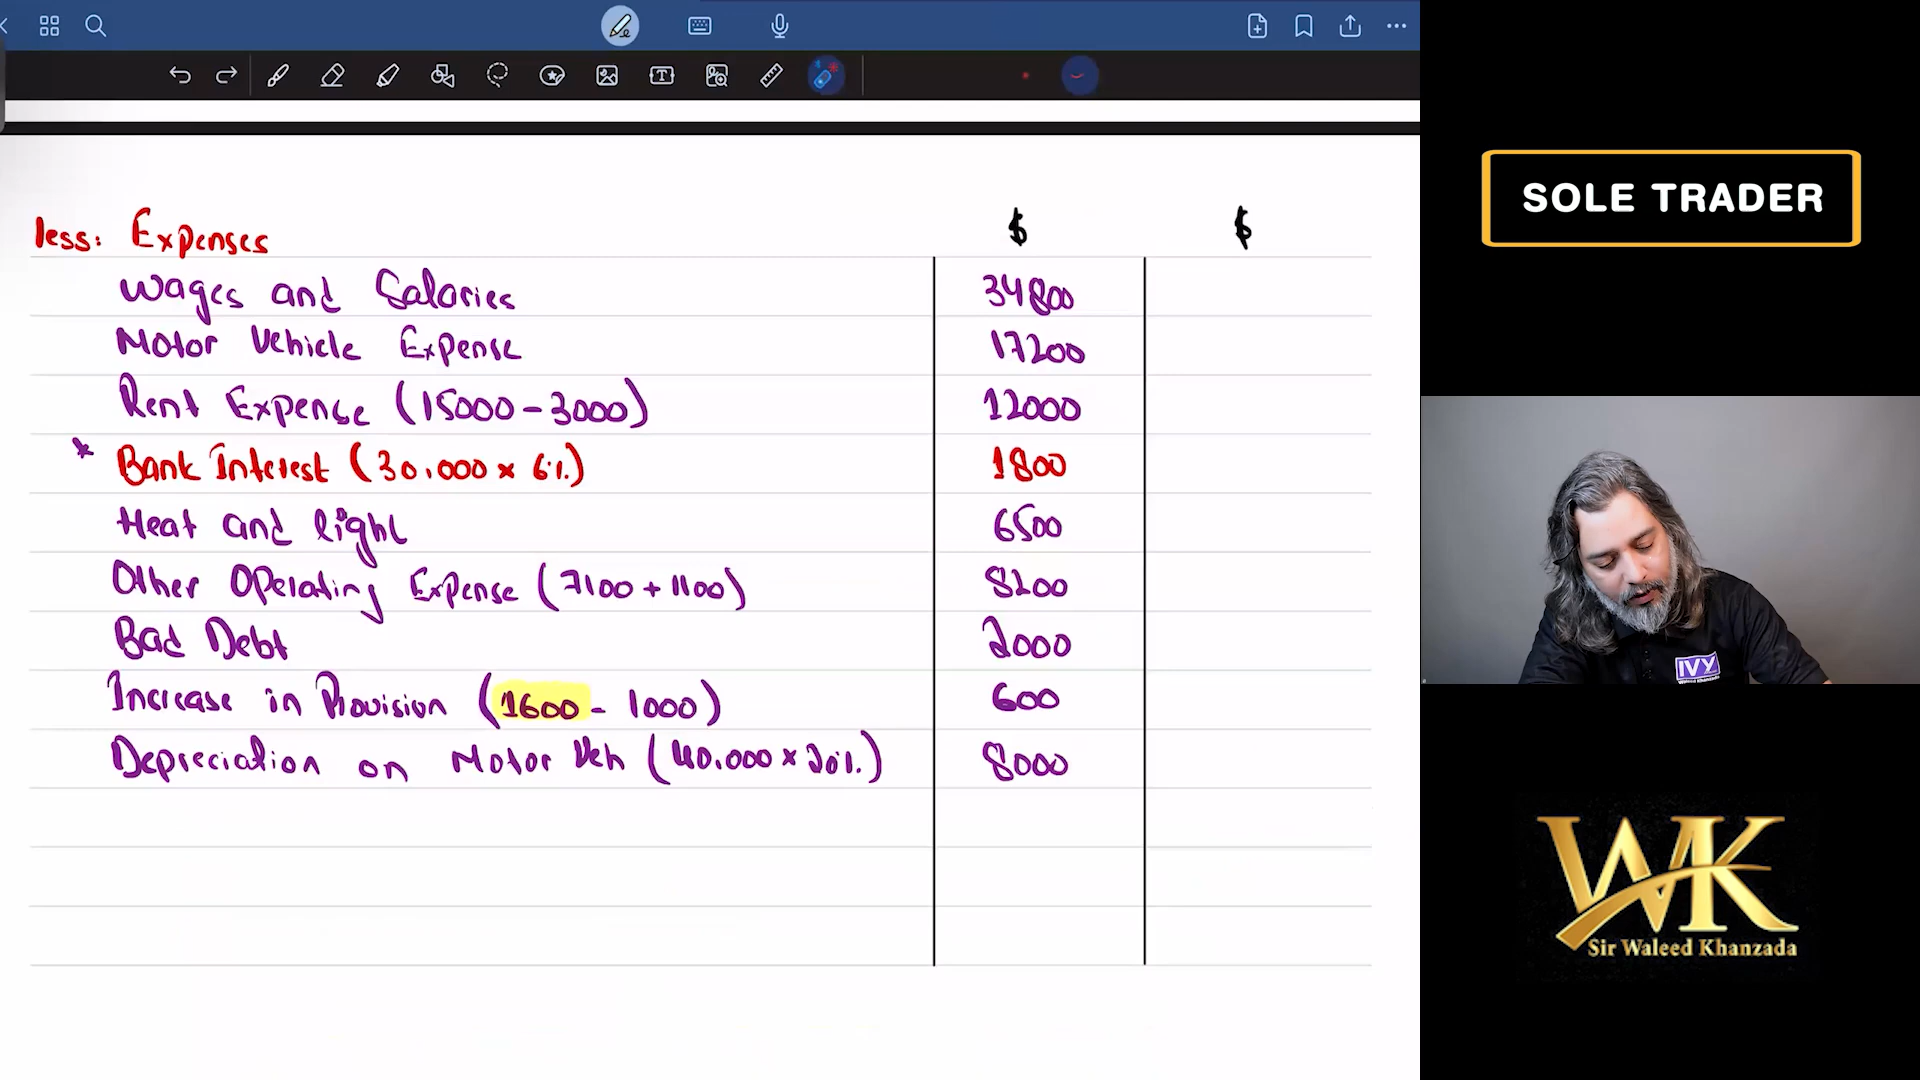 SOLE TRADER
less: Expenses $ $
Wages and Salaries 34800
Motor Vehicle Expense 17200
Rent Expense (15000 - 3000) 12000
* Bank Interest (30,000 × 6%) 1800
Heat and light 6500
Other Operating Expense (7100 + 1100) 8200
Bad Debt 2000
Increase in Provision (1600 - 1000) 600
Depreciation on Motor Veh (40,000 × 20%) 8000
IVY
WK
Sir Waleed Khanzada